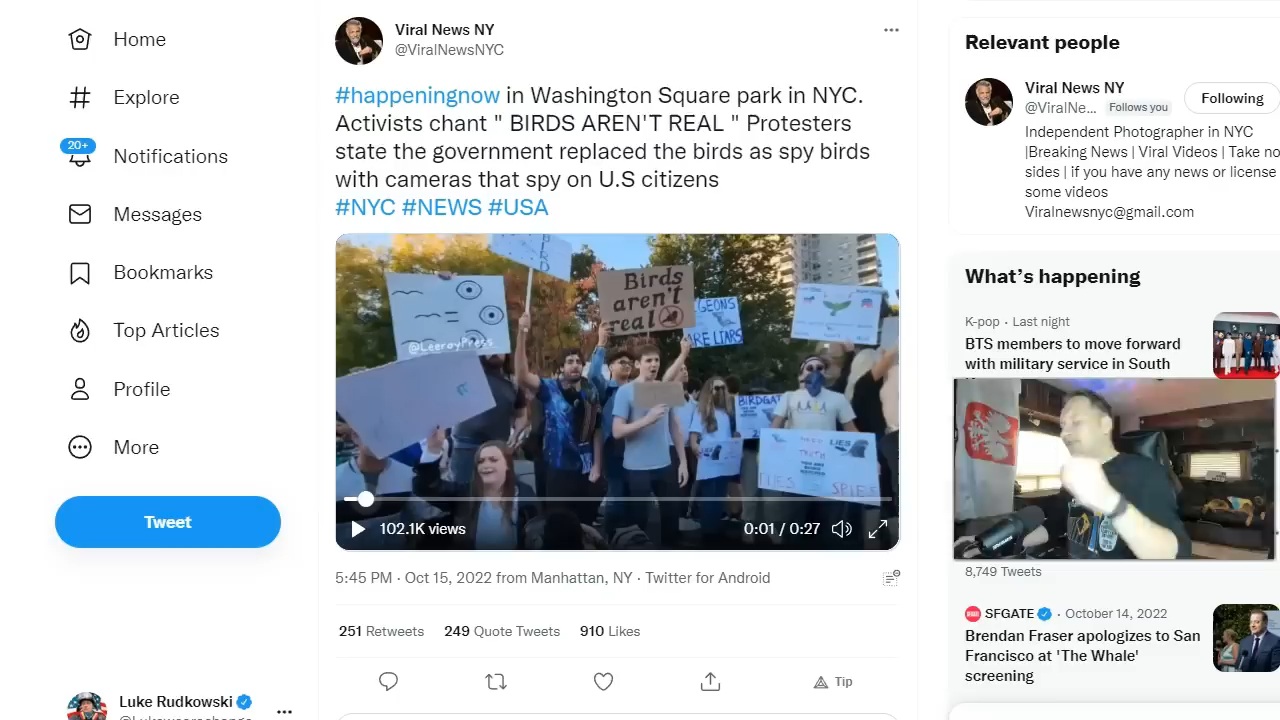 Home
Explore
20+
Notifications
Messages
Bookmarks
Top Articles
Profile
More
Tweet
Luke Rudkowski
Viral News NY
@ViralNewsNYC
#happeningnow in Washington Square park in NYC.
Activists chant " BIRDS AREN'T REAL " Protesters
state the government replaced the birds as spy birds
with cameras that spy on U.S citizens
#NYC #NEWS #USA
Birds
aren't
real
ARE LIARS
@LeeroyPress
BIRDGAT
LIES
TRUTH
SPIES
102.1K views
0:01 / 0:27
5:45 PM · Oct 15, 2022 from Manhattan, NY · Twitter for Android
251 Retweets 249 Quote Tweets 910 Likes
Tip
Relevant people
Viral News NY
@ViralNe... Follows you
Following
Independent Photographer in NYC
|Breaking News | Viral Videos | Take no
sides | if you have any news or license
some videos
Viralnewsnyc@gmail.com
What's happening
K-pop · Last night
BTS members to move forward
with military service in South
8,749 Tweets
SFGATE · October 14, 2022
Brendan Fraser apologizes to San
Francisco at 'The Whale'
screening